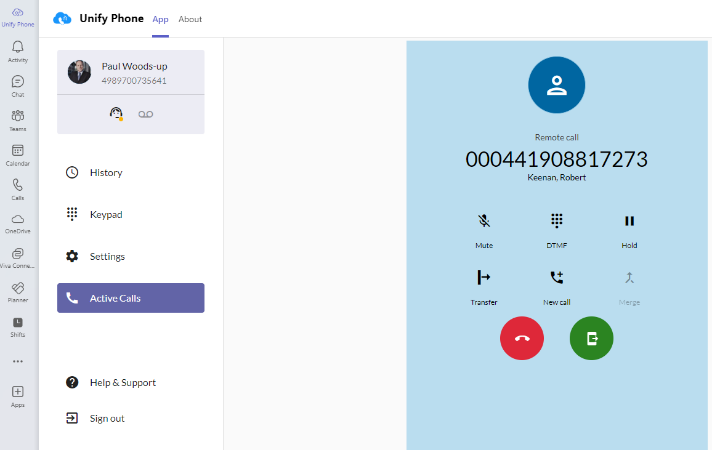 Unify Phone
Activity
Chat
Teams
Calendar
Calls
OneDrive
Viva Conne...
Planner
Shifts
Apps
Unify Phone App About
Paul Woods-up
4989700735641
History
Keypad
Settings
Active Calls
Help & Support
Sign out
Remote call
000441908817273
Keenan, Robert
Mute DTMF Hold
Transfer New call Merge